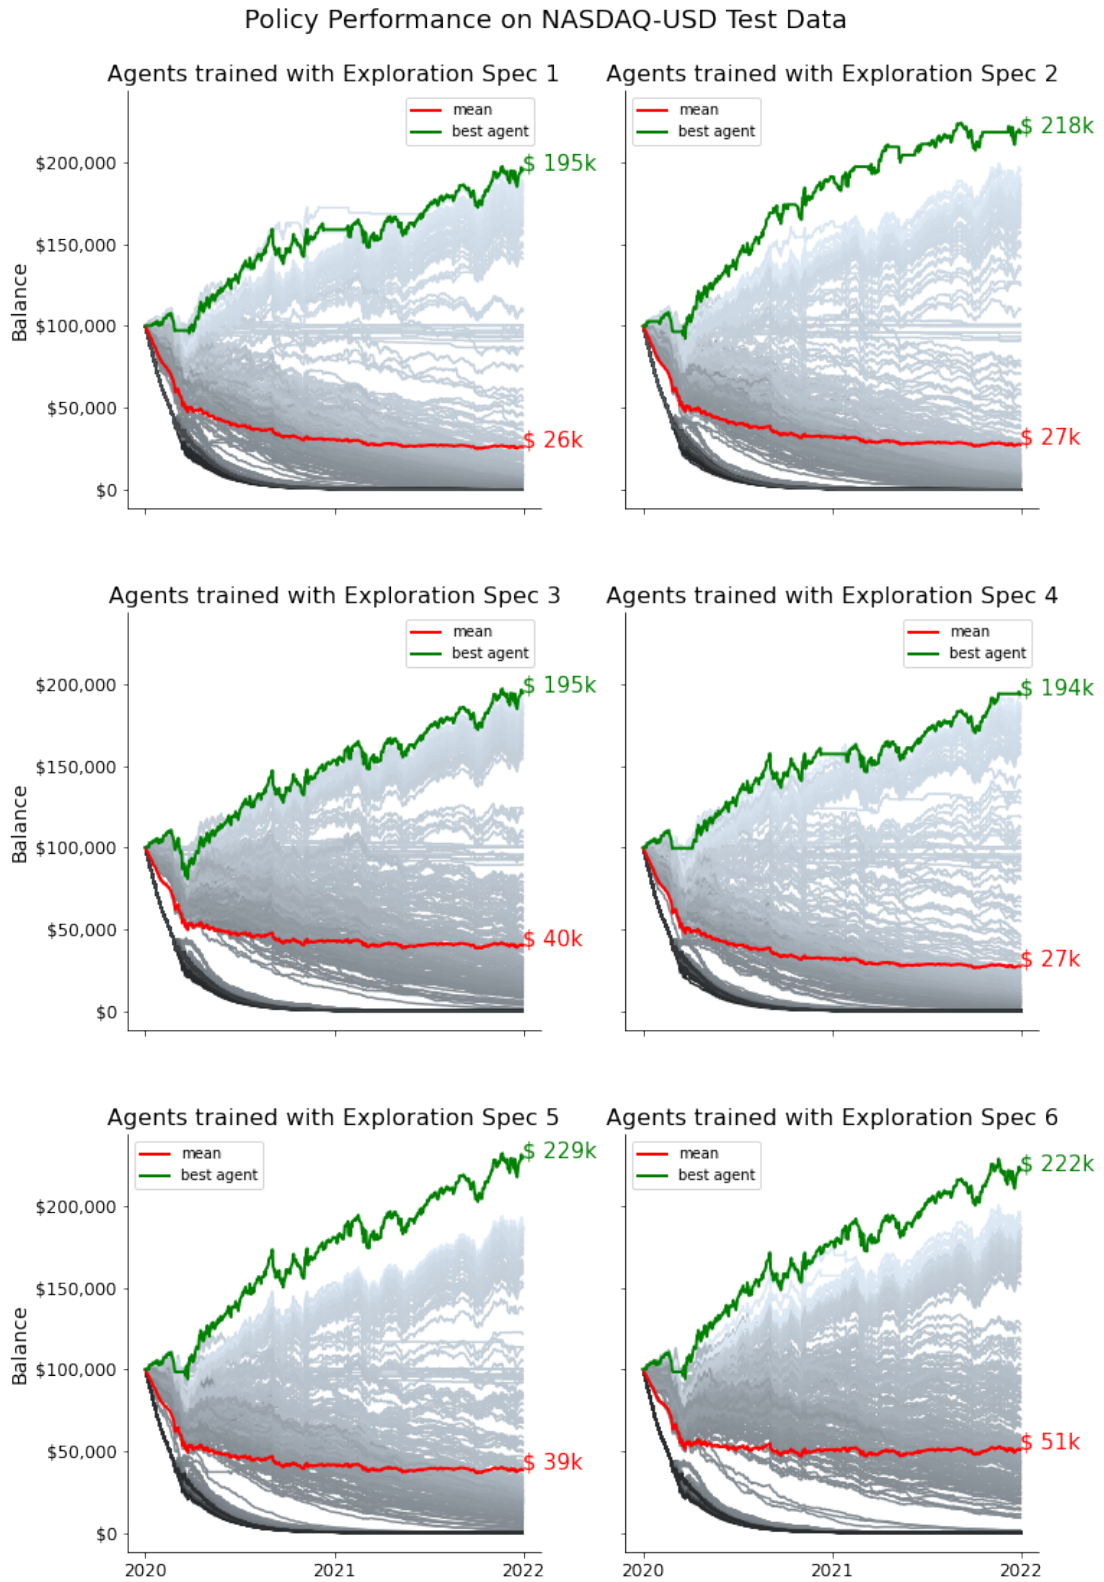 Policy Performance on NASDAQ-USD Test Data
Agents trained with Exploration Spec 1
mean
best agent
$200,000
$150,000
$100,000
$50,000
$0
Balance
$ 195k
$ 26k
Agents trained with Exploration Spec 2
mean
best agent
$ 218k
$ 27k
Agents trained with Exploration Spec 3
mean
best agent
$200,000
$150,000
$100,000
$50,000
$0
Balance
$ 195k
$ 40k
Agents trained with Exploration Spec 4
mean
best agent
$ 194k
$ 27k
Agents trained with Exploration Spec 5
mean
best agent
$200,000
$150,000
$100,000
$50,000
$0
Balance
$ 229k
$ 39k
2020
2021
2022
Agents trained with Exploration Spec 6
mean
best agent
$ 222k
$ 51k
2020
2021
2022